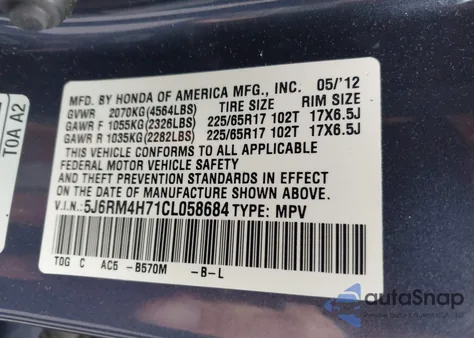 MFD. BY HONDA OF AMERICA MFG., INC. 05/'12
GVWR 2070KG(4564LBS) TIRE SIZE RIM SIZE
GAWR F 1055KG(2326LBS) 225/65R17 102T 17X6.5J
GAWR R 1035KG(2282LBS) 225/65R17 102T 17X6.5J
THIS VEHICLE CONFORMS TO ALL APPLICABLE
FEDERAL MOTOR VEHICLE SAFETY
AND THEFT PREVENTION STANDARDS IN EFFECT
ON THE DATE OF MANUFACTURE SHOWN ABOVE.
V.I.N.: 5J6RM4H71CL058684 TYPE: MPV
TOG C AC5 -B570M -B-L
TOA A2
autoSnap